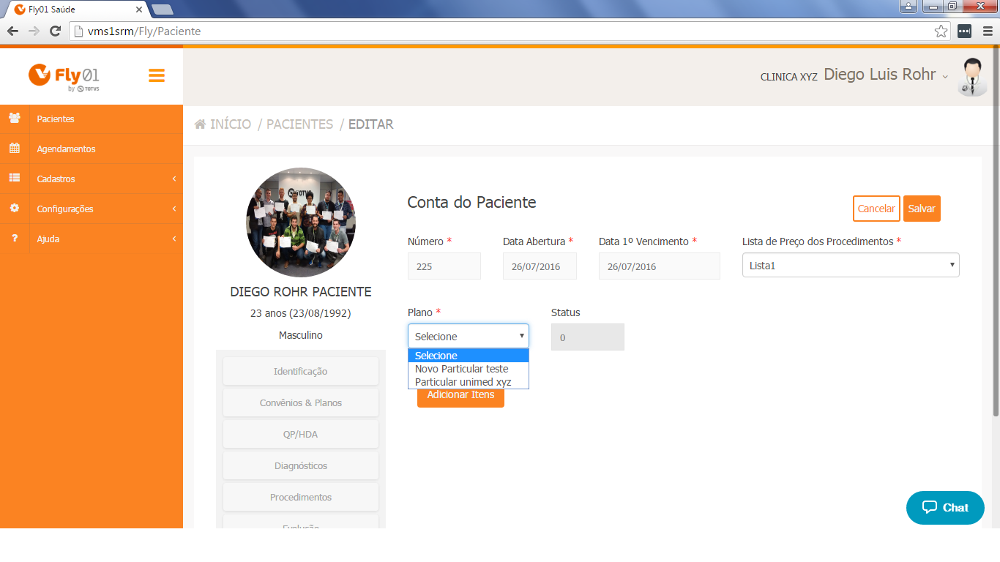 Fly01 Saúde
vms1srm/Fly/Paciente
Fly01
by TOTVS
CLINICA XYZ Diego Luis Rohr
Pacientes
Agendamentos
Cadastros
Configurações
Ajuda
INÍCIO / PACIENTES / EDITAR
TOTVS
DIEGO ROHR PACIENTE
23 anos (23/08/1992)
Masculino
Identificação
Convênios & Planos
QP/HDA
Diagnósticos
Procedimentos
Evolução
Conta do Paciente
Cancelar Salvar
Número * Data Abertura * Data 1º Vencimento * Lista de Preço dos Procedimentos *
225 26/07/2016 26/07/2016 Lista1
Plano * Status
Selecione 0
Selecione
Novo Particular teste
Particular unimed xyz
Adicionar Itens
Chat